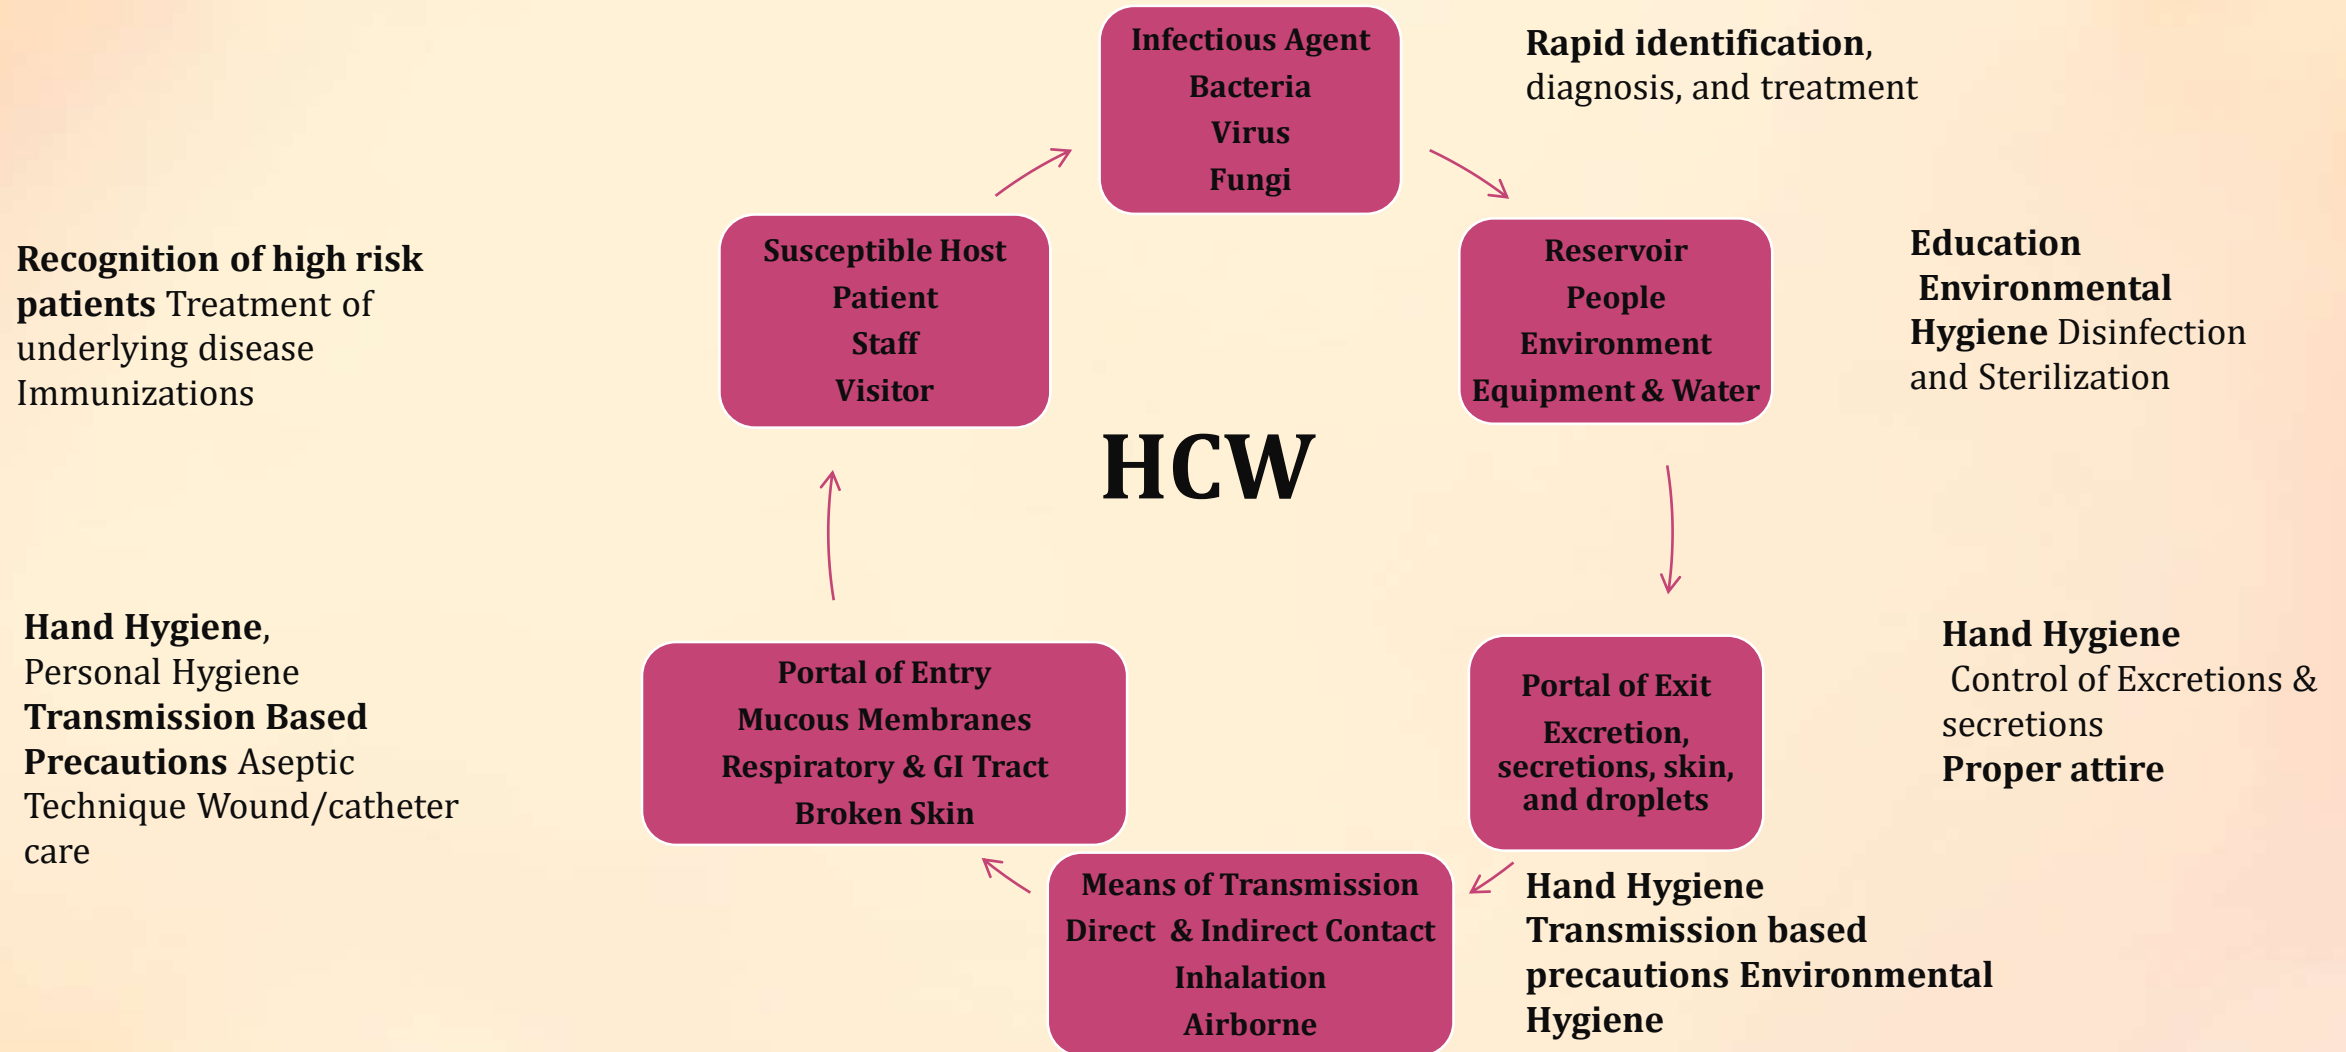 Infectious Agent
Bacteria
Virus
Fungi
Rapid identification,
diagnosis, and treatment
Reservoir
People
Environment
Equipment & Water
Education
Environmental
Hygiene Disinfection
and Sterilization
Portal of Exit
Excretion,
secretions, skin,
and droplets
Hand Hygiene
Control of Excretions &
secretions
Proper attire
Means of Transmission
Direct & Indirect Contact
Inhalation
Airborne
Hand Hygiene
Transmission based
precautions Environmental
Hygiene
Portal of Entry
Mucous Membranes
Respiratory & GI Tract
Broken Skin
Hand Hygiene,
Personal Hygiene
Transmission Based
Precautions Aseptic
Technique Wound/catheter
care
Susceptible Host
Patient
Staff
Visitor
Recognition of high risk
patients Treatment of
underlying disease
Immunizations
HCW